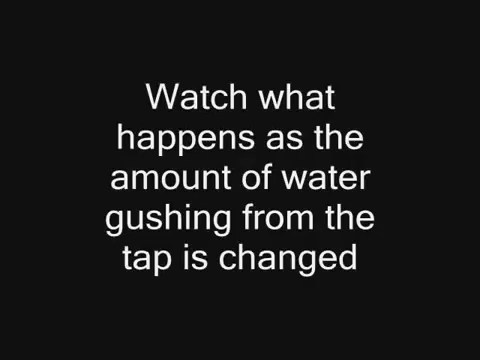 Watch what
happens as the
amount of water
gushing from the
tap is changed